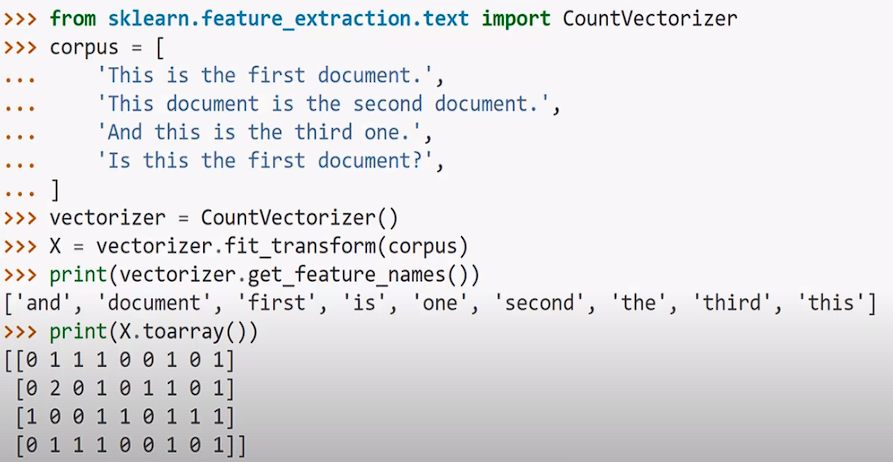 >>> from sklearn.feature_extraction.text import CountVectorizer
>>> corpus = [
...     'This is the first document.',
...     'This document is the second document.',
...     'And this is the third one.',
...     'Is this the first document?',
... ]
>>> vectorizer = CountVectorizer()
>>> X = vectorizer.fit_transform(corpus)
>>> print(vectorizer.get_feature_names())
['and', 'document', 'first', 'is', 'one', 'second', 'the', 'third', 'this']
>>> print(X.toarray())
[[0 1 1 1 0 0 1 0 1]
 [0 2 0 1 0 1 1 0 1]
 [1 0 0 1 1 0 1 1 1]
 [0 1 1 1 0 0 1 0 1]]